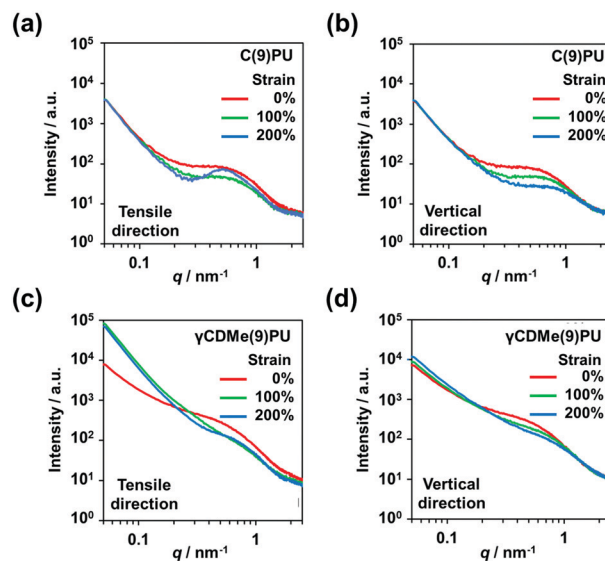 (a)
C(9)PU
Strain
0%
100%
200%
Tensile
direction
Intensity / a.u.
10⁵
10⁴
10³
10²
10¹
10⁰
0.1
1
q / nm⁻¹
(b)
C(9)PU
Strain
0%
100%
200%
Vertical
direction
Intensity / a.u.
10⁵
10⁴
10³
10²
10¹
10⁰
0.1
1
q / nm⁻¹
(c)
γCDMe(9)PU
Strain
0%
100%
200%
Tensile
direction
Intensity / a.u.
10⁵
10⁴
10³
10²
10¹
10⁰
0.1
1
q / nm⁻¹
(d)
γCDMe(9)PU
Strain
0%
100%
200%
Vertical
direction
Intensity / a.u.
10⁵
10⁴
10³
10²
10¹
10⁰
0.1
1
q / nm⁻¹